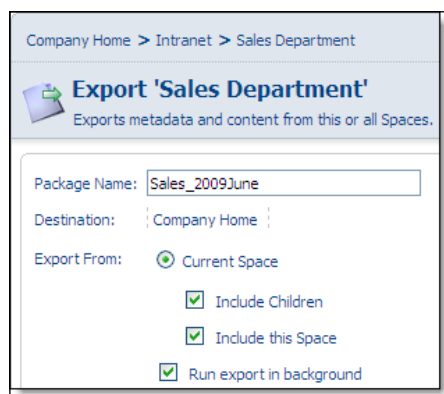 Company Home > Intranet > Sales Department
Export 'Sales Department'
Exports metadata and content from this or all Spaces.
Package Name: Sales_2009June
Destination: Company Home
Export From: Current Space
Include Children
Include this Space
Run export in background